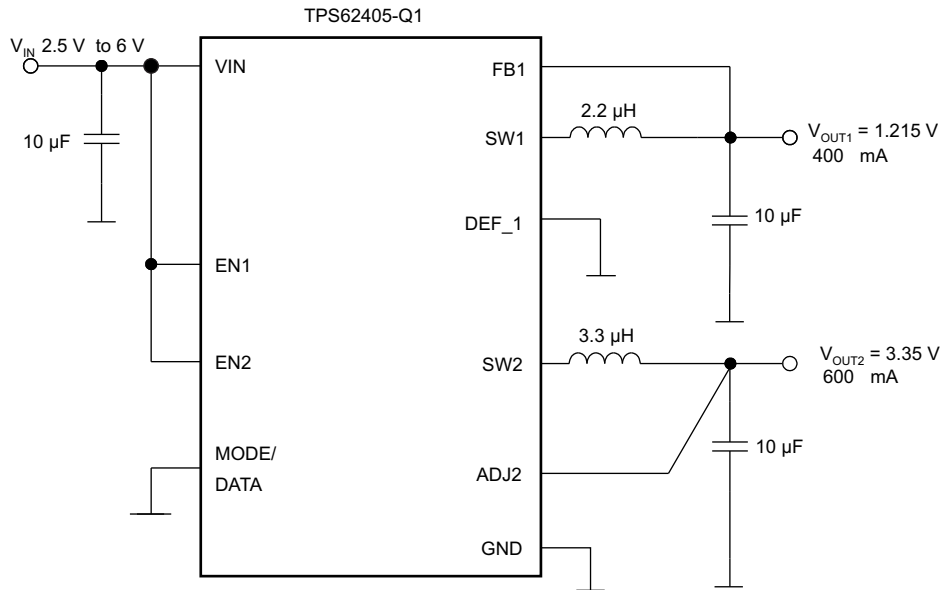 TPS62405-Q1
V_IN 2.5 V to 6 V
VIN
FB1
10 µF
2.2 µH
SW1
V_OUT1 = 1.215 V
400 mA
DEF_1
10 µF
EN1
3.3 µH
EN2
SW2
V_OUT2 = 3.35 V
600 mA
MODE/
DATA
ADJ2
10 µF
GND